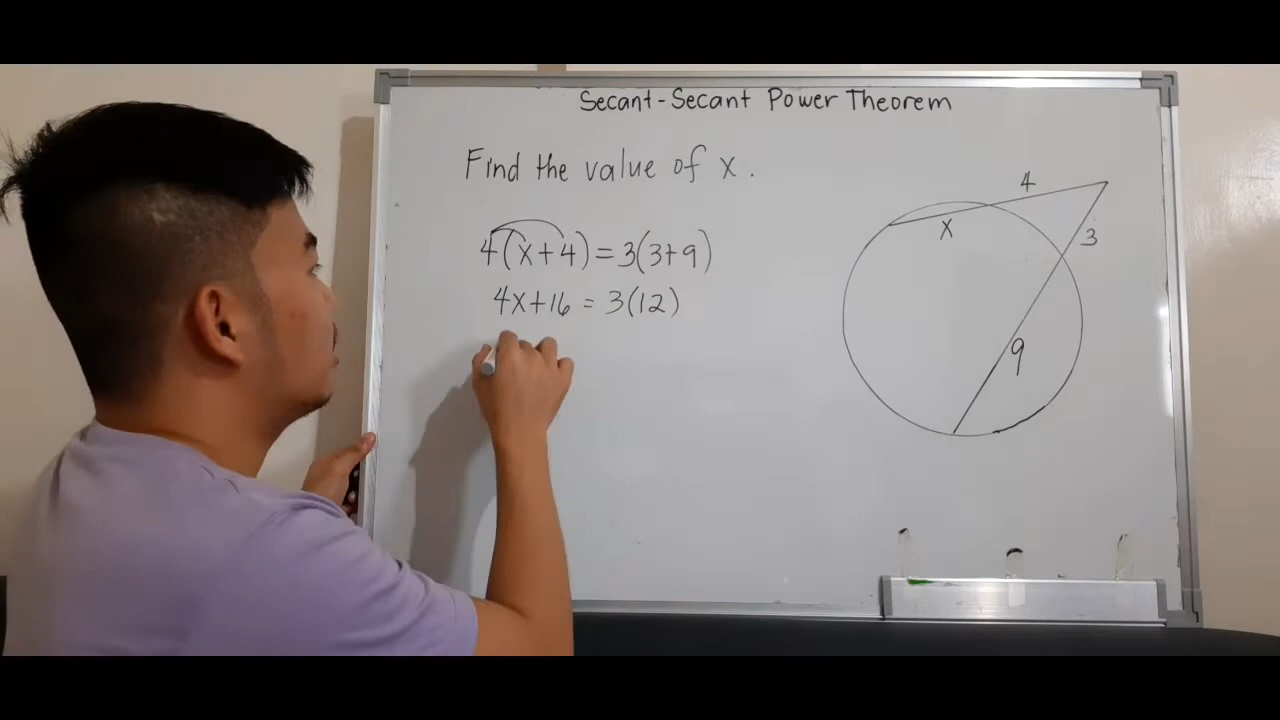 Secant-Secant Power Theorem
Find the value of x.
4(x+4)=3(3+9)
4x+16 = 3(12)
4
x
3
9